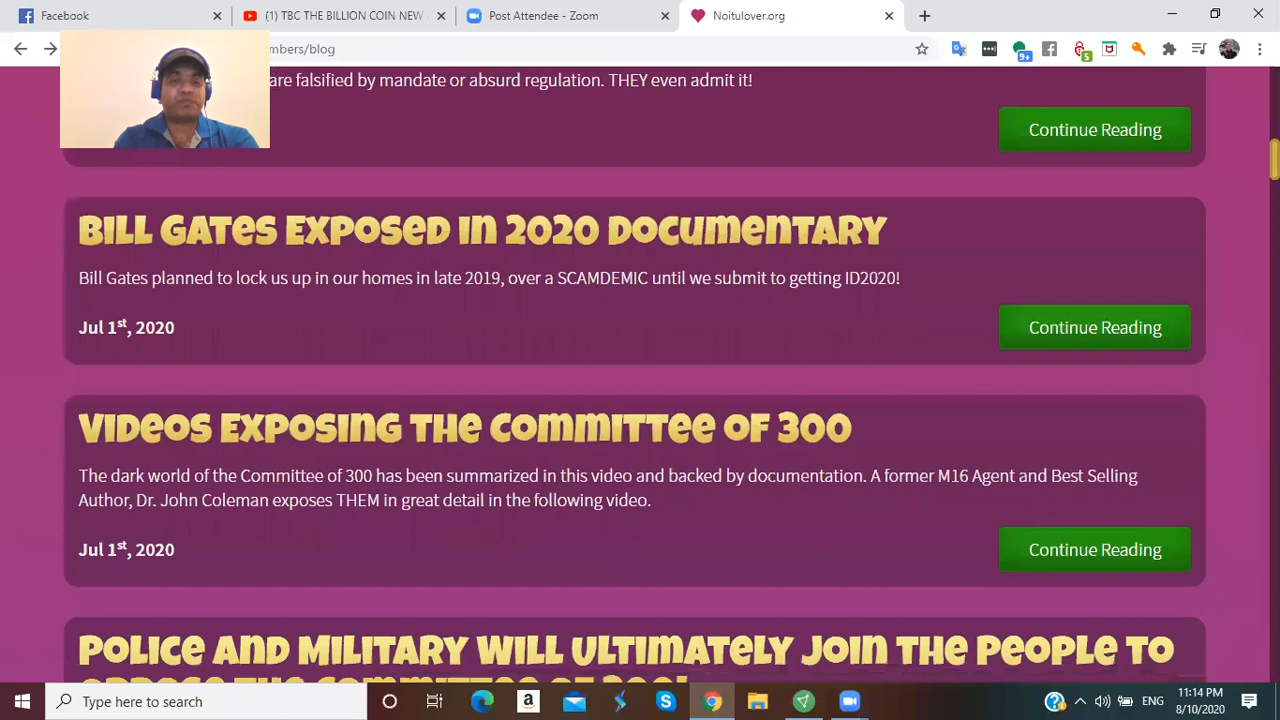 Facebook
(1) TBC THE BILLION COIN NEW
Post Attendee - Zoom
Noitulover.org
mbers/blog
9+
5
are falsified by mandate or absurd regulation. THEY even admit it!
Continue Reading
Bill Gates Exposed in 2020 Documentary
Bill Gates planned to lock us up in our homes in late 2019, over a SCAMDEMIC until we submit to getting ID2020!
Jul 1st, 2020
Continue Reading
Videos Exposing the Committee of 300
The dark world of the Committee of 300 has been summarized in this video and backed by documentation. A former M16 Agent and Best Selling
Author, Dr. John Coleman exposes THEM in great detail in the following video.
Jul 1st, 2020
Continue Reading
Police and Military will ultimately join the People to
Type here to search
ENG
11:14 PM
8/10/2020